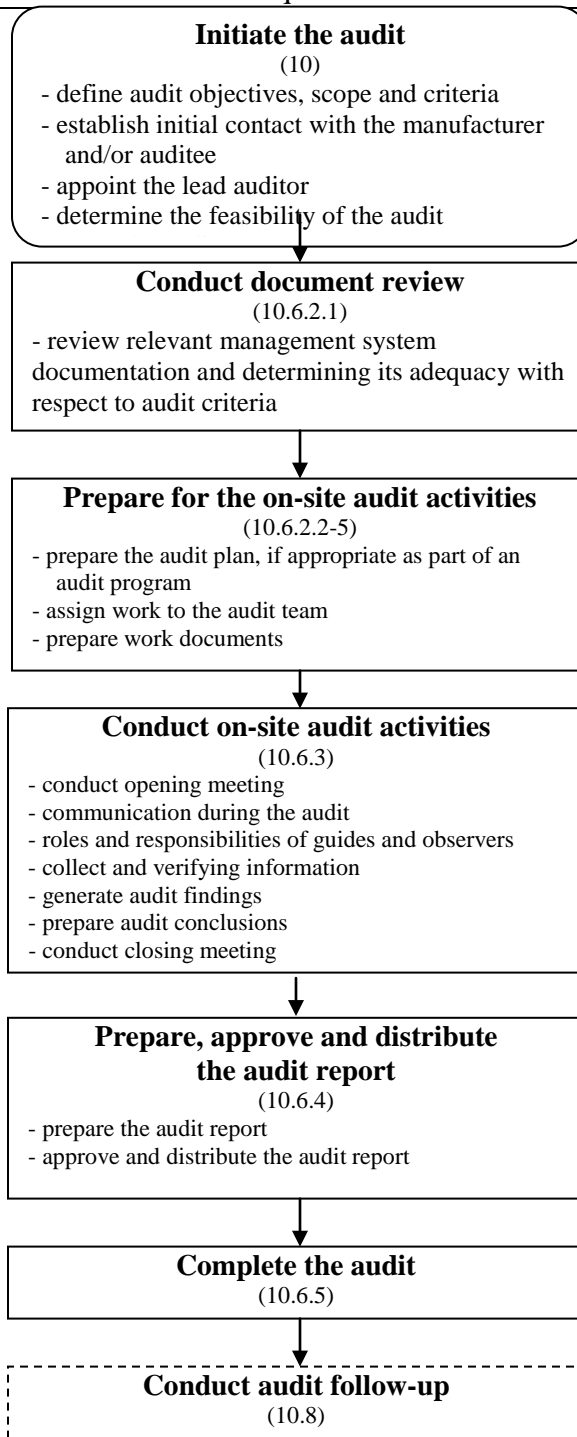 Initiate the audit
(10)
- define audit objectives, scope and criteria
- establish initial contact with the manufacturer
and/or auditee
- appoint the lead auditor
- determine the feasibility of the audit
Conduct document review
(10.6.2.1)
- review relevant management system
documentation and determining its adequacy with
respect to audit criteria
Prepare for the on-site audit activities
(10.6.2.2-5)
- prepare the audit plan, if appropriate as part of an
audit program
- assign work to the audit team
- prepare work documents
Conduct on-site audit activities
(10.6.3)
- conduct opening meeting
- communication during the audit
- roles and responsibilities of guides and observers
- collect and verifying information
- generate audit findings
- prepare audit conclusions
- conduct closing meeting
Prepare, approve and distribute
the audit report
(10.6.4)
- prepare the audit report
- approve and distribute the audit report
Complete the audit
(10.6.5)
Conduct audit follow-up
(10.8)